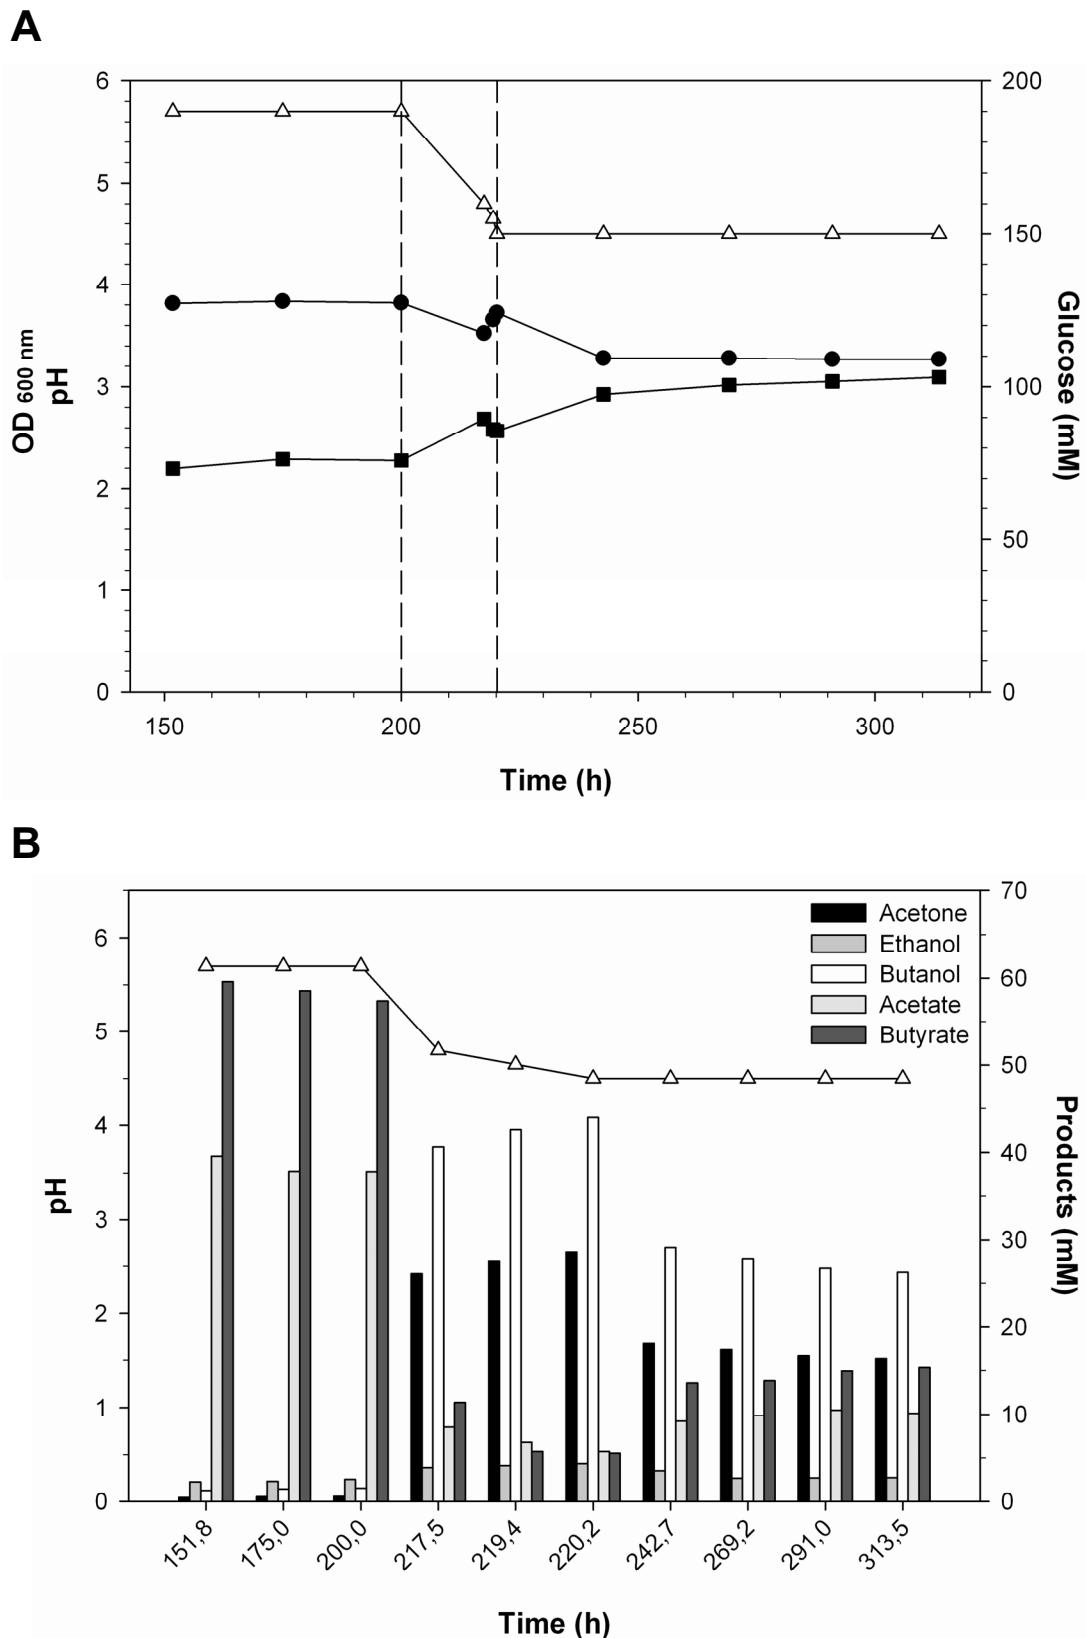 A
6
5
4
3
2
1
0
200
150
100
50
0
OD 600 nm
pH
Glucose (mM)
150
200
250
300
Time (h)
B
6
5
4
3
2
1
0
70
60
50
40
30
20
10
0
pH
Products (mM)
Acetone
Ethanol
Butanol
Acetate
Butyrate
151,8
175,0
200,0
217,5
219,4
220,2
242,7
269,2
291,0
313,5
Time (h)